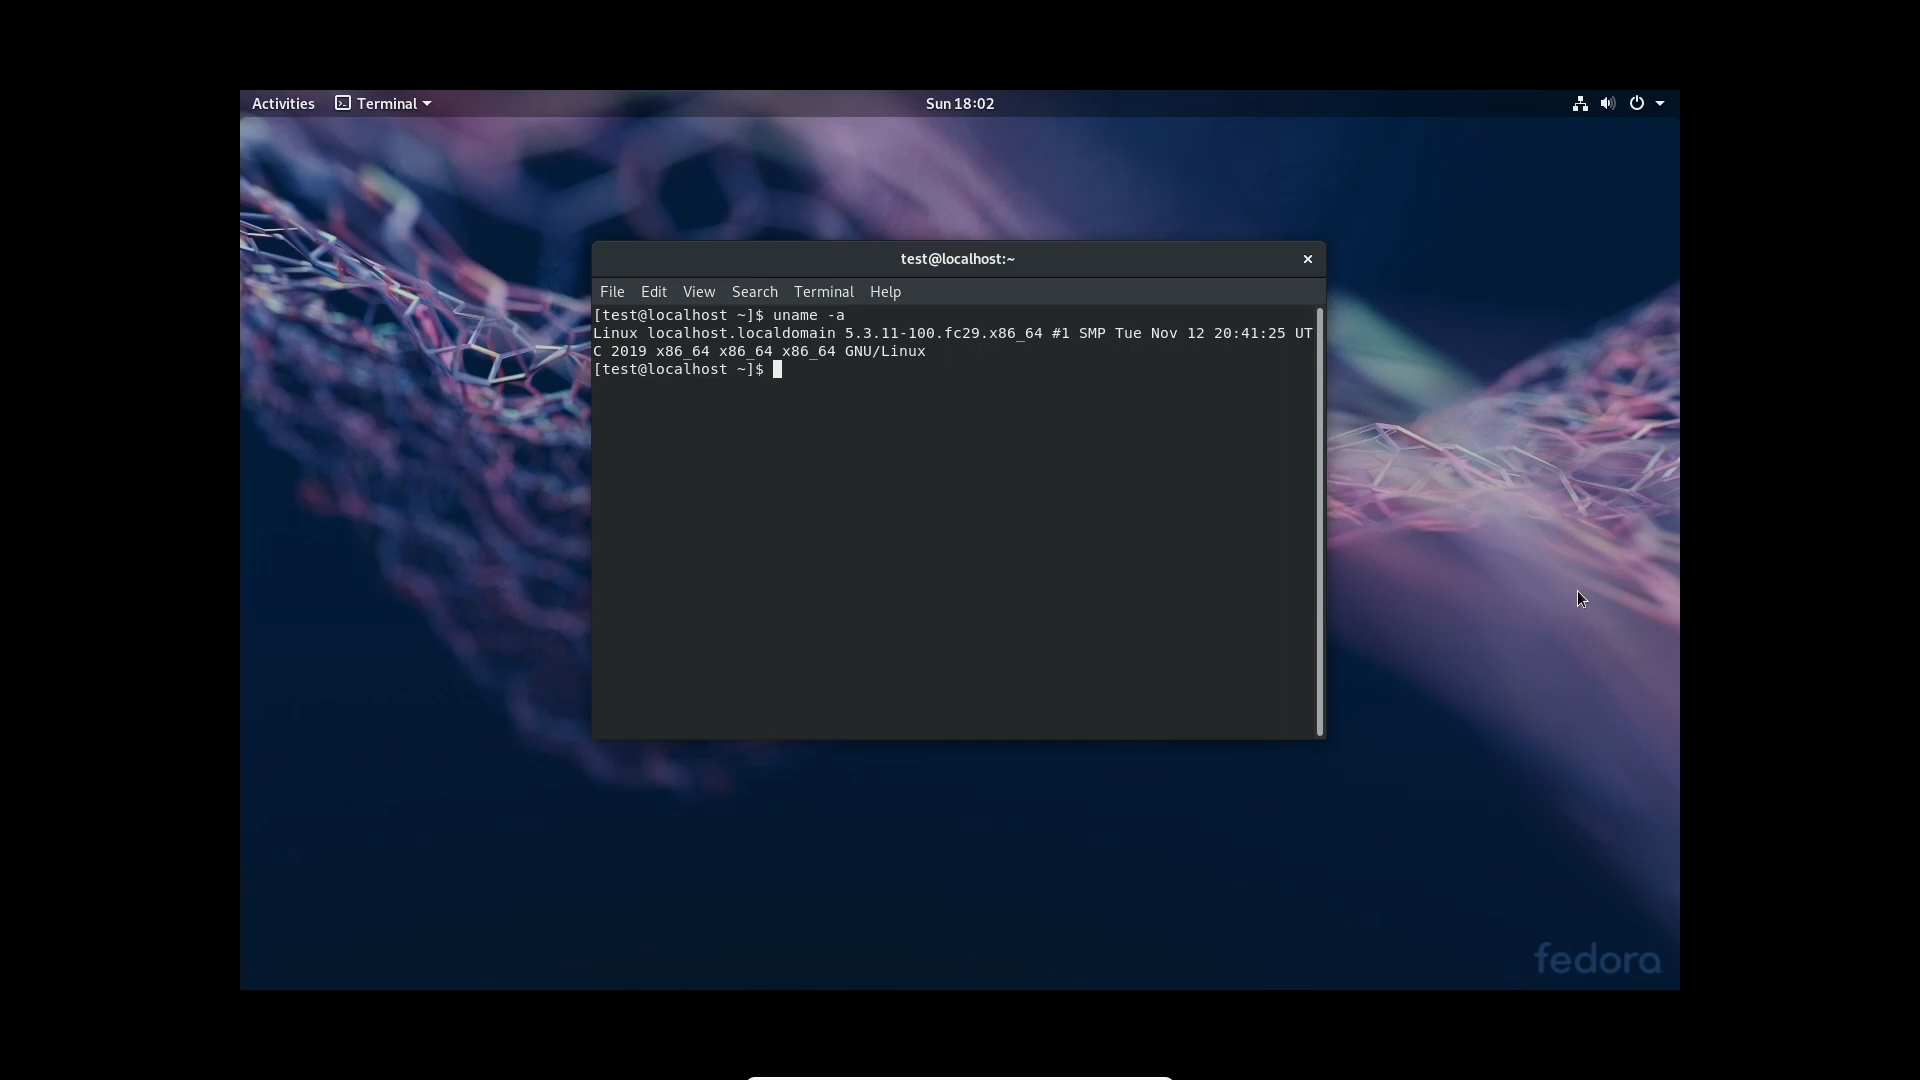 Activities Terminal Sun 18:02
test@localhost:~
File Edit View Search Terminal Help
[test@localhost ~]$ uname -a
Linux localhost.localdomain 5.3.11-100.fc29.x86_64 #1 SMP Tue Nov 12 20:41:25 UT
C 2019 x86_64 x86_64 x86_64 GNU/Linux
[test@localhost ~]$
fedora